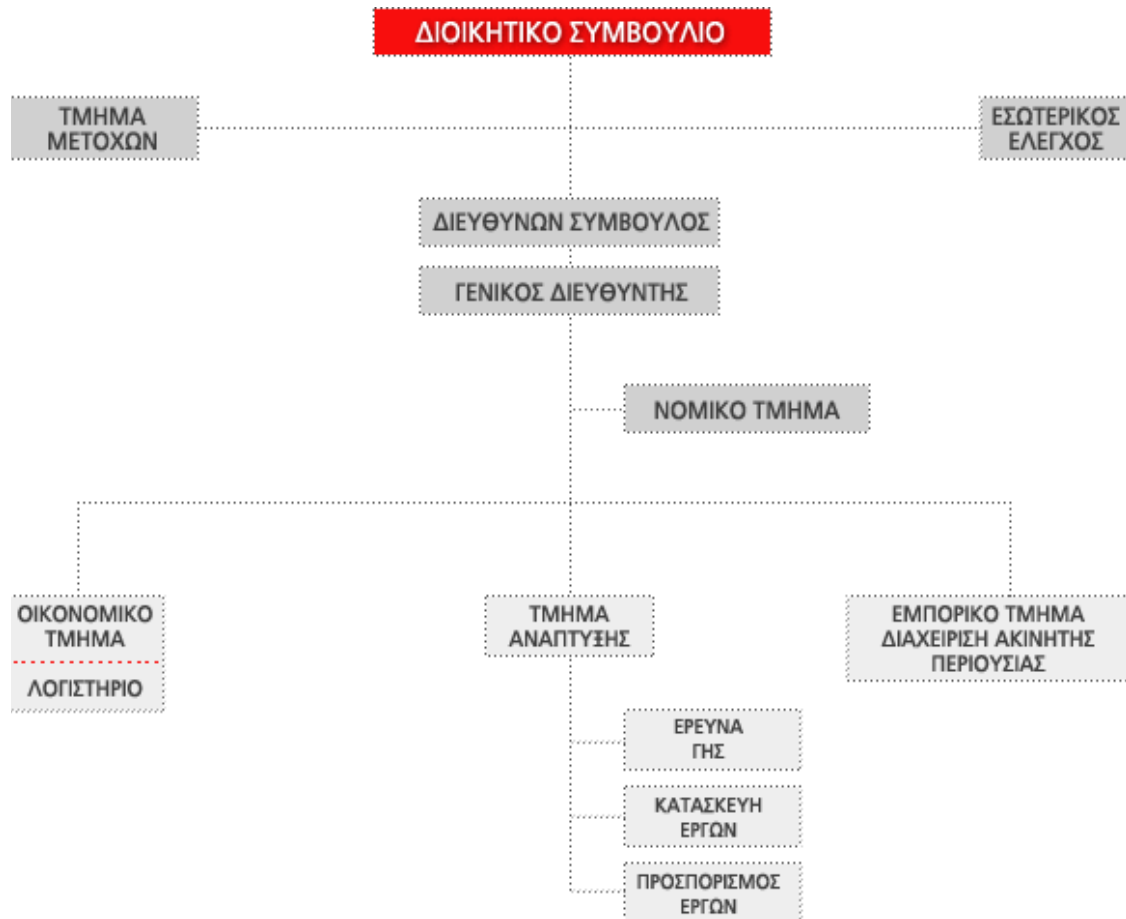 ΔΙΟΙΚΗΤΙΚΟ ΣΥΜΒΟΥΛΙΟ
ΤΜΗΜΑ
ΜΕΤΟΧΩΝ
ΕΣΩΤΕΡΙΚΟΣ
ΕΛΕΓΧΟΣ
ΔΙΕΥΘΥΝΩΝ ΣΥΜΒΟΥΛΟΣ
ΓΕΝΙΚΟΣ ΔΙΕΥΘΥΝΤΗΣ
ΝΟΜΙΚΟ ΤΜΗΜΑ
ΟΙΚΟΝΟΜΙΚΟ
ΤΜΗΜΑ
ΛΟΓΙΣΤΗΡΙΟ
ΤΜΗΜΑ
ΑΝΑΠΤΥΞΗΣ
ΕΜΠΟΡΙΚΟ ΤΜΗΜΑ
ΔΙΑΧΕΙΡΙΣΗ ΑΚΙΝΗΤΗΣ
ΠΕΡΙΟΥΣΙΑΣ
ΕΡΕΥΝΑ
ΓΗΣ
ΚΑΤΑΣΚΕΥΗ
ΕΡΓΩΝ
ΠΡΟΣΠΟΡΙΣΜΟΣ
ΕΡΓΩΝ